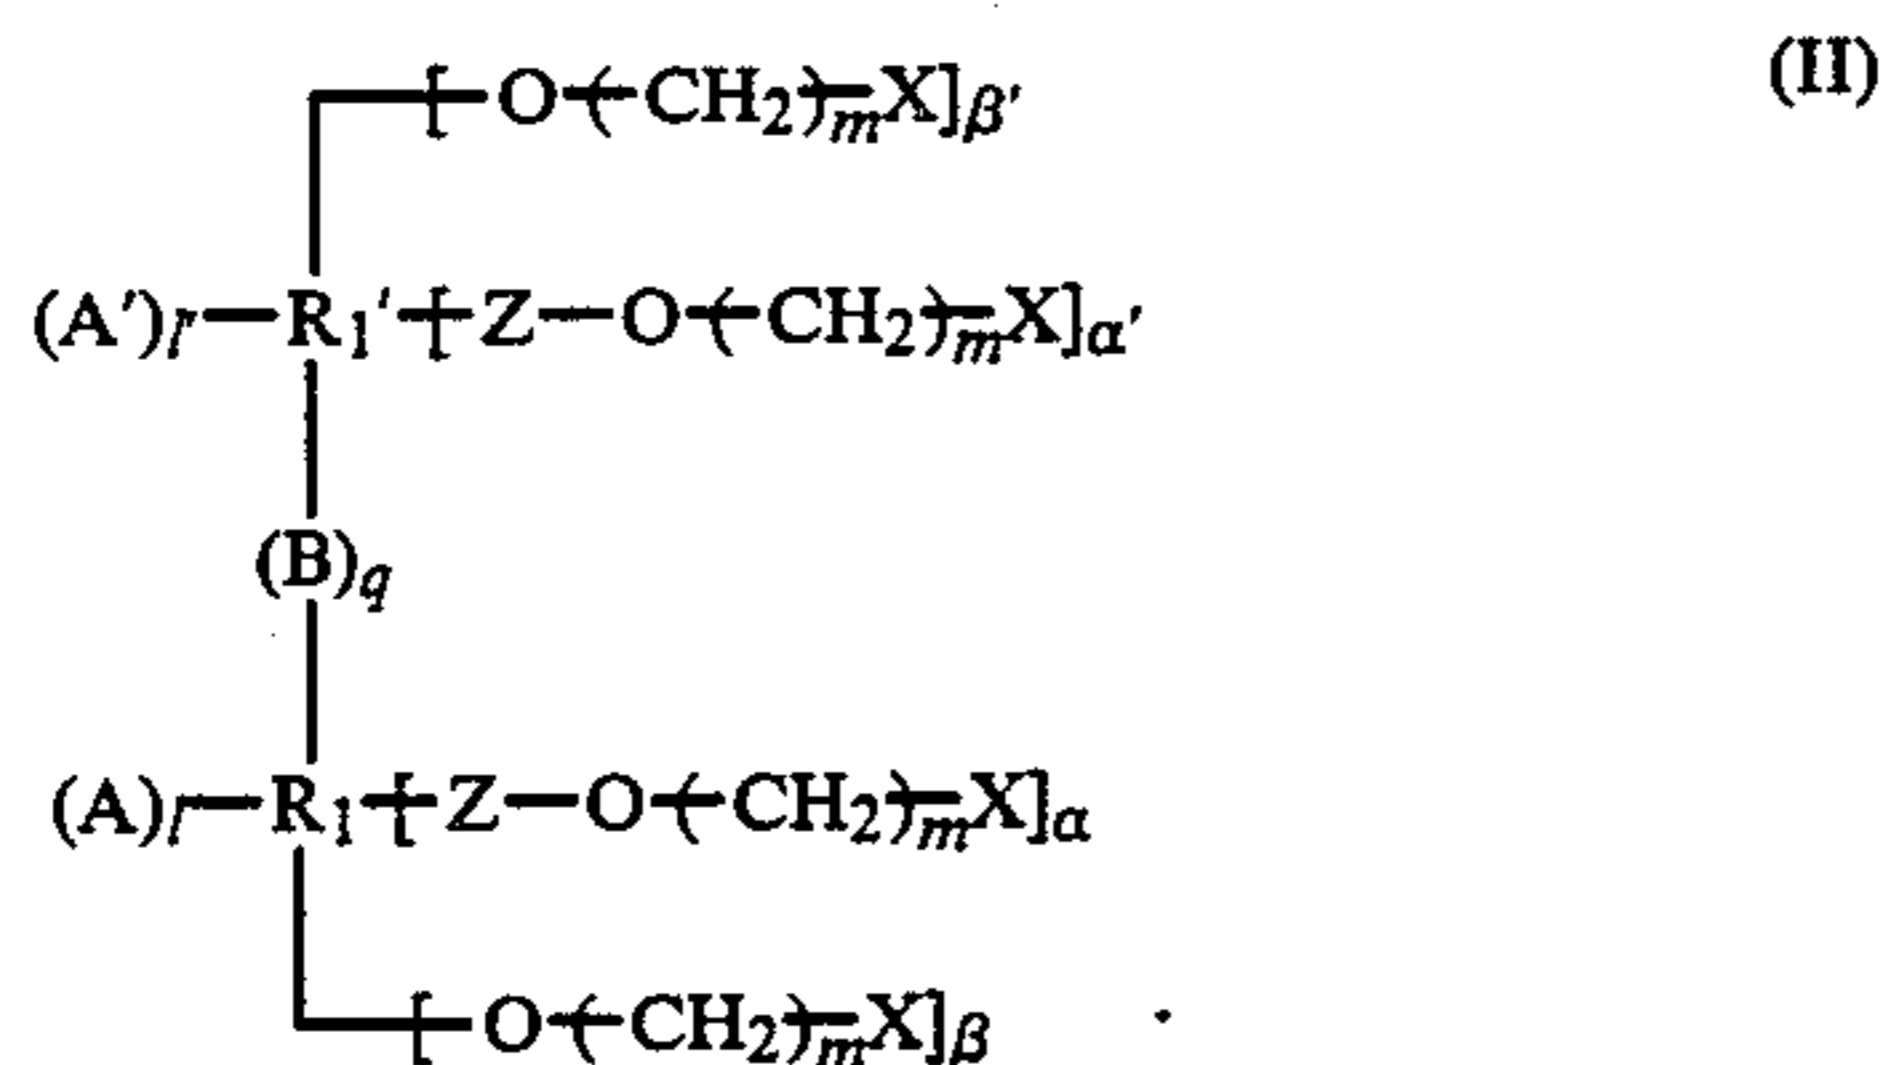 [O(CH2)mX]β' (II)
(A')l'—R1'[Z—O(CH2)mX]α'
(B)q
(A)l—R1[Z—O(CH2)mX]α
[O(CH2)mX]β